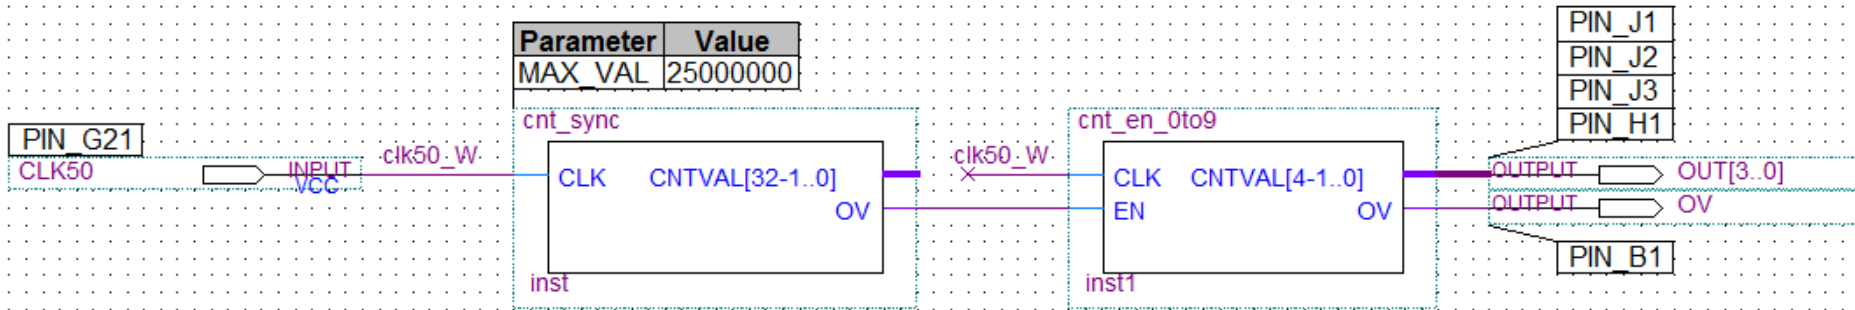 PIN_J1
PIN_J2
PIN_J3
PIN_H1
Parameter Value
MAX_VAL 25000000
PIN_G21
CLK50 INPUT VCC
clk50_W
cnt_sync
CLK CNTVAL[32-1..0]
OV
inst
cnt_en_0to9
clk50_W
CLK CNTVAL[4-1..0]
EN OV
inst1
OUTPUT OUT[3..0]
OUTPUT OV
PIN_B1